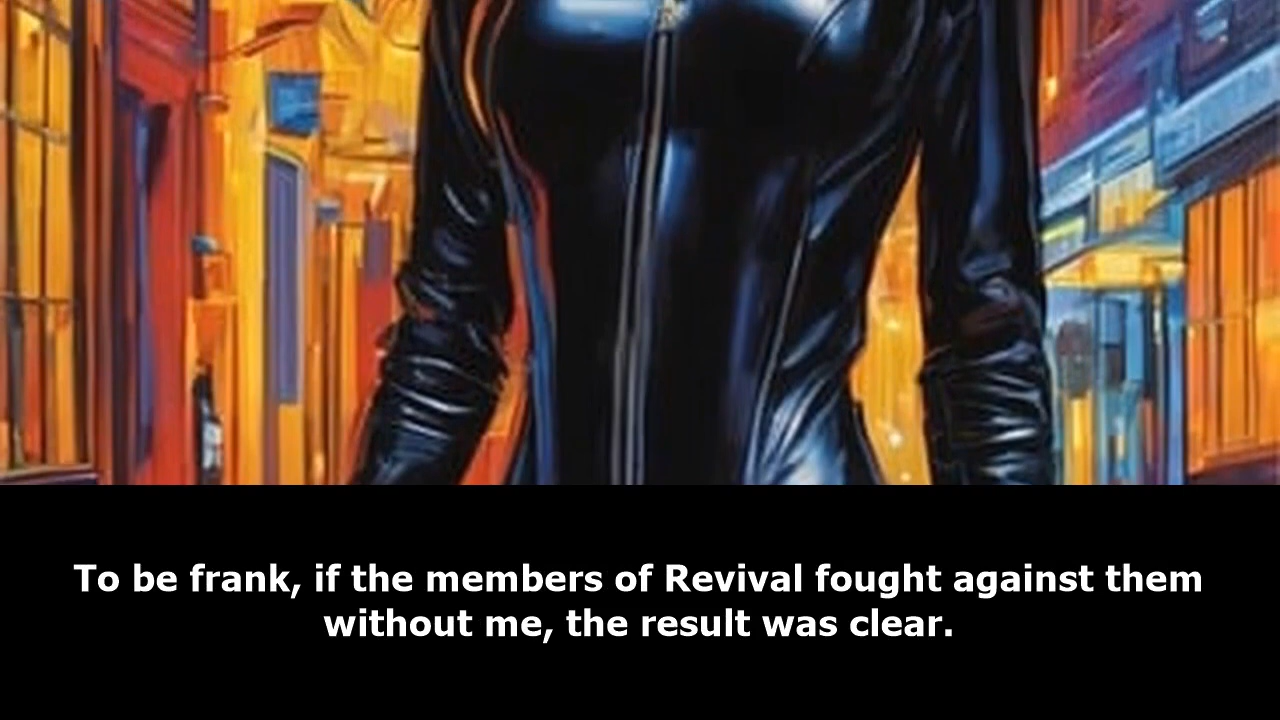 To be frank, if the members of Revival fought against them
without me, the result was clear.